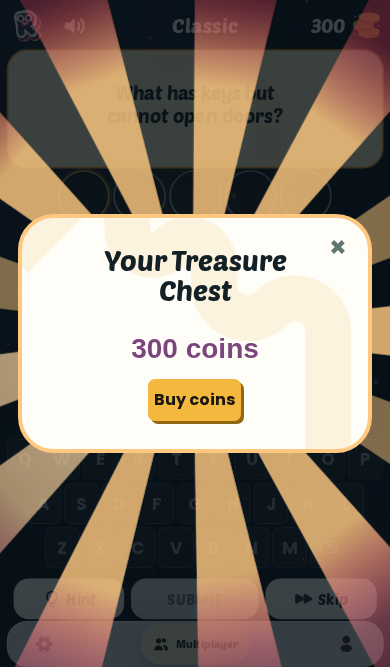 Classic
300
What has keys but
cannot open doors?
Your Treasure
Chest
✖
300 coins
Buy coins
Q W E R T Y U I O P
A S D F G H J K L
Z X C V B N M
Hint
SUBMIT
Skip
Multiplayer